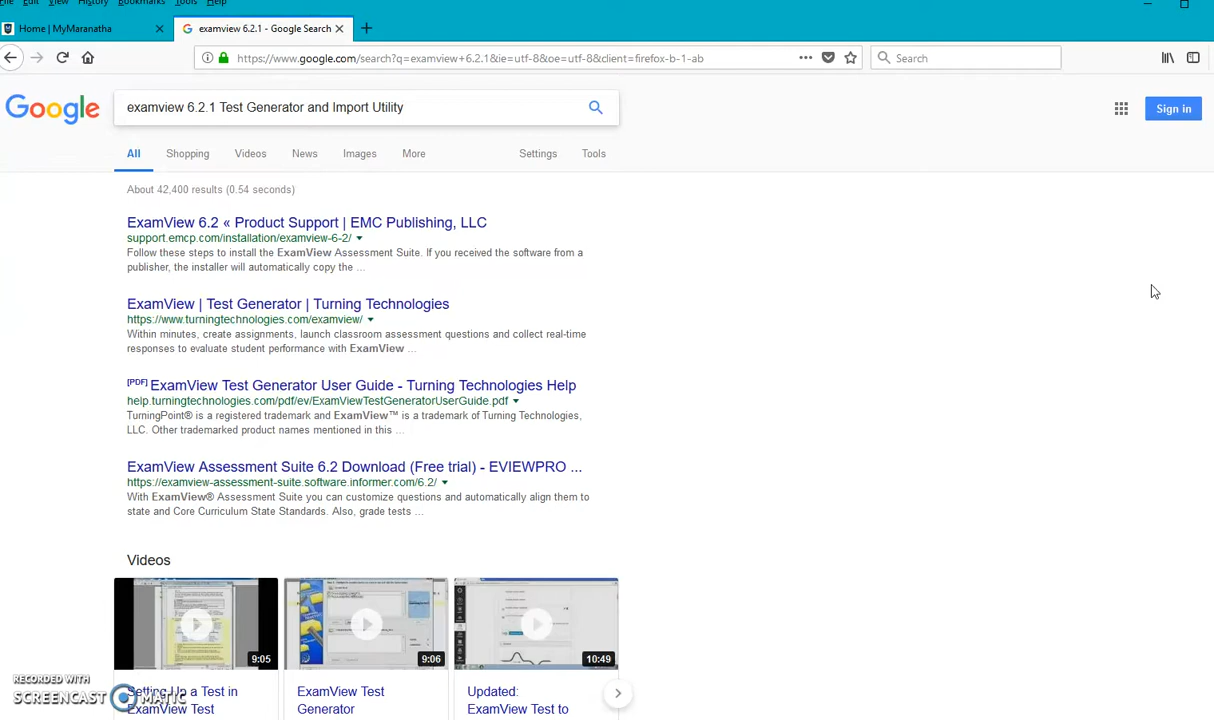 File Edit View History Bookmarks Tools Help
Home | MyMaranatha
examview 6.2.1 - Google Search
https://www.google.com/search?q=examview+6.2.1&ie=utf-8&oe=utf-8&client=firefox-b-1-ab
Search
Google
examview 6.2.1 Test Generator and Import Utility
Sign in
All Shopping Videos News Images More Settings Tools
About 42,400 results (0.54 seconds)
ExamView 6.2 « Product Support | EMC Publishing, LLC
support.emcp.com/installation/examview-6-2/
Follow these steps to install the ExamView Assessment Suite. If you received the software from a
publisher, the installer will automatically copy the ...
ExamView | Test Generator | Turning Technologies
https://www.turningtechnologies.com/examview/
Within minutes, create assignments, launch classroom assessment questions and collect real-time
responses to evaluate student performance with ExamView ...
[PDF] ExamView Test Generator User Guide - Turning Technologies Help
help.turningtechnologies.com/pdf/ev/ExamViewTestGeneratorUserGuide.pdf
TurningPoint® is a registered trademark and ExamView™ is a trademark of Turning Technologies,
LLC. Other trademarked product names mentioned in this ...
ExamView Assessment Suite 6.2 Download (Free trial) - EVIEWPRO ...
https://examview-assessment-suite.software.informer.com/6.2/
With ExamView® Assessment Suite you can customize questions and automatically align them to
state and Core Curriculum State Standards. Also, grade tests ...
Videos
9:05
9:06
10:49
Setting Up a Test in
ExamView Test
ExamView Test
Generator
Updated:
ExamView Test to
RECORDED WITH
SCREENCAST MATIC